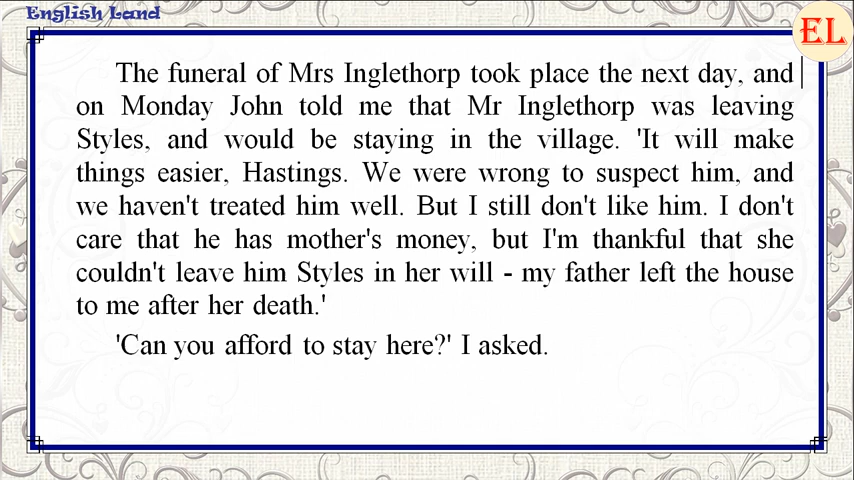 English Land
EL
The funeral of Mrs Inglethorp took place the next day, and
on Monday John told me that Mr Inglethorp was leaving
Styles, and would be staying in the village. 'It will make
things easier, Hastings. We were wrong to suspect him, and
we haven't treated him well. But I still don't like him. I don't
care that he has mother's money, but I'm thankful that she
couldn't leave him Styles in her will - my father left the house
to me after her death.'
'Can you afford to stay here?' I asked.